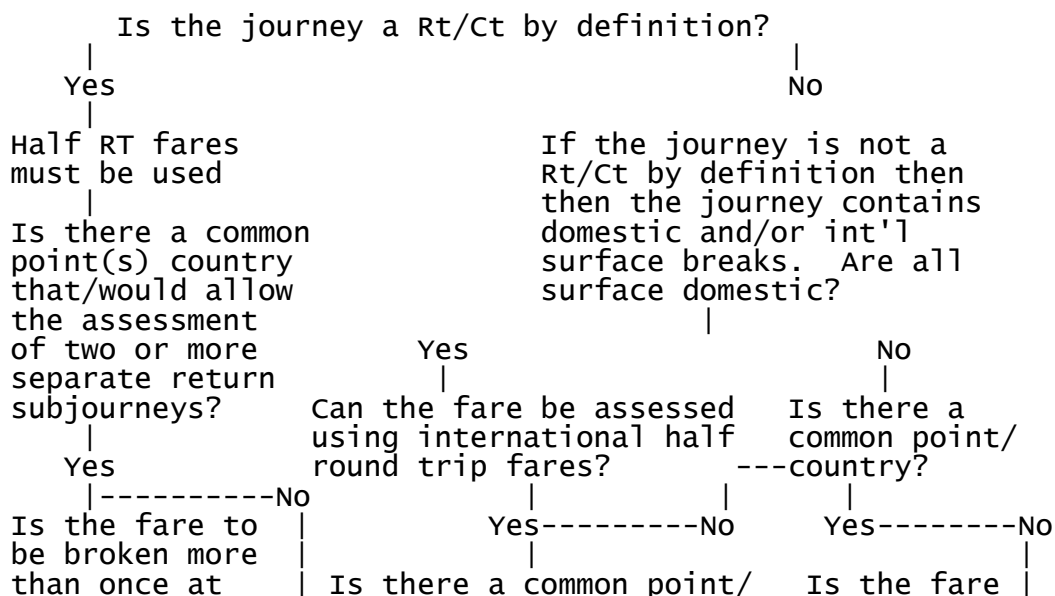 Is the journey a Rt/Ct by definition?
| |
Yes No
|
Half RT fares If the journey is not a
must be used Rt/Ct by definition then
| then the journey contains
Is there a common domestic and/or int'l
point(s) country surface breaks. Are all
that/would allow surface domestic?
the assessment |
of two or more Yes No
separate return | |
subjourneys? Can the fare be assessed Is there a
| using international half common point/
Yes round trip fares? ---country?
|----------No | | |
Is the fare to | Yes---------No Yes--------No
be broken more | | |
than once at | Is there a common point/ Is the fare |